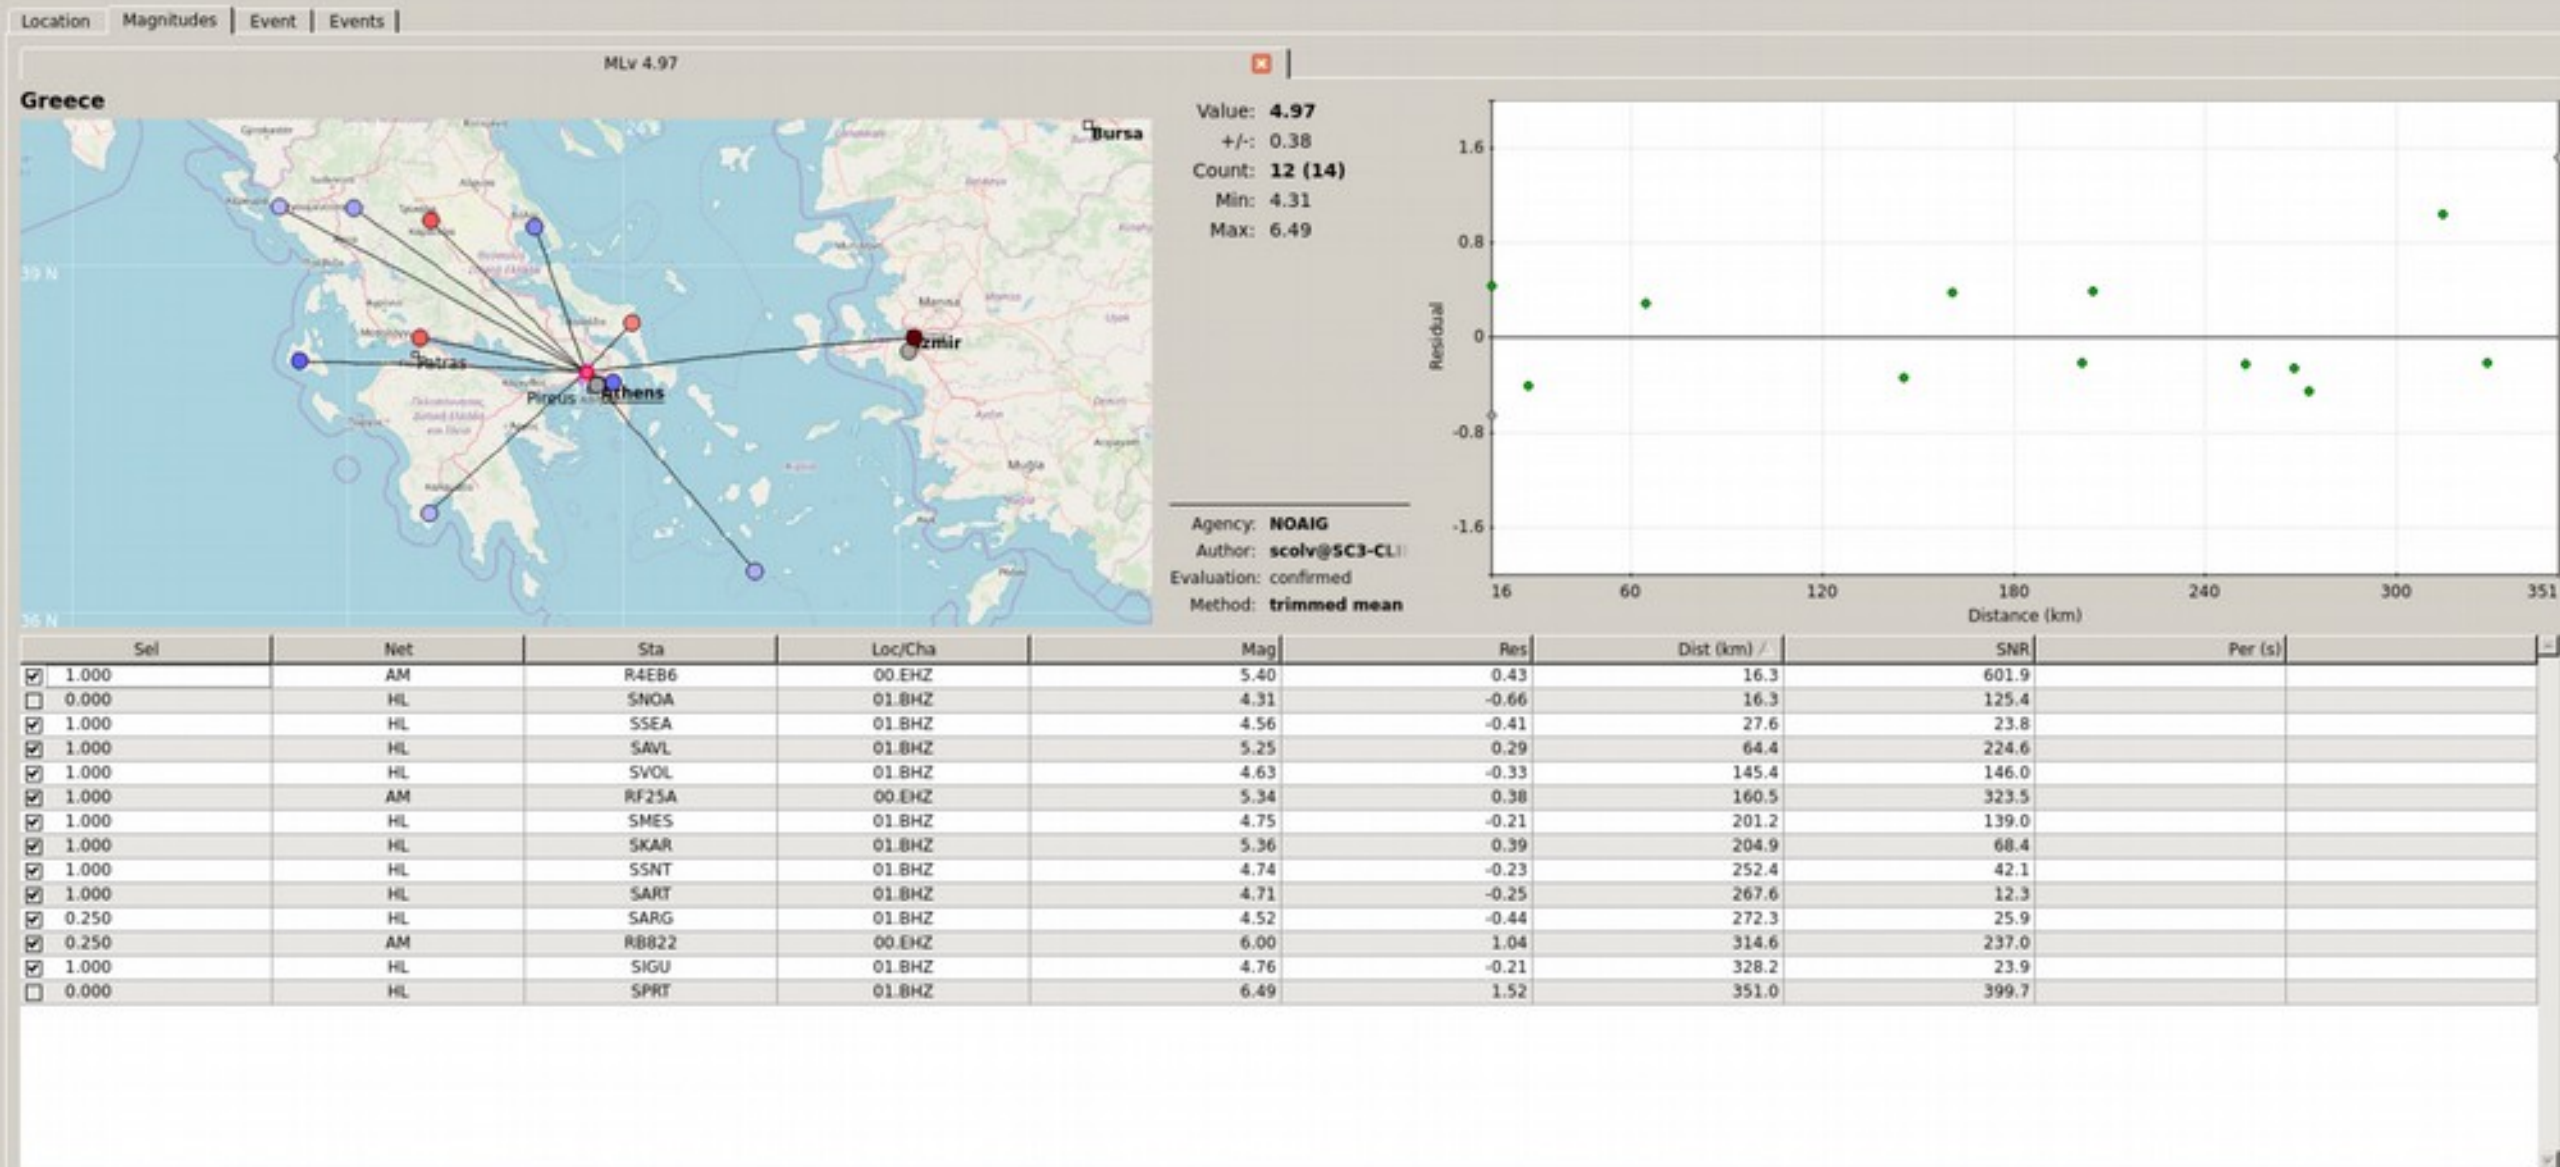 Location Magnitudes Event Events
MLv 4.97
Greece
Bursa
39 N
Manisa
Izmir
Patras
Athens
Pireus
Muğla
Aydın
Uşak
36 N
Value: 4.97
+/-: 0.38
Count: 12 (14)
Min: 4.31
Max: 6.49
Agency: NOAIG
Author: scolv@SC3-CLI
Evaluation: confirmed
Method: trimmed mean
Residual
1.6
0.8
0
-0.8
-1.6
16 60 120 180 240 300 351
Distance (km)
Sel Net Sta Loc/Cha Mag Res Dist (km) SNR Per (s)
1.000 AM R4EB6 00.EHZ 5.40 0.43 16.3 601.9
0.000 HL SNOA 01.BHZ 4.31 -0.66 16.3 125.4
1.000 HL SSEA 01.BHZ 4.56 -0.41 27.6 23.8
1.000 HL SAVL 01.BHZ 5.25 0.29 64.4 224.6
1.000 HL SVOL 01.BHZ 4.63 -0.33 145.4 146.0
1.000 AM RF25A 00.EHZ 5.34 0.38 160.5 323.5
1.000 HL SMES 01.BHZ 4.75 -0.21 201.2 139.0
1.000 HL SKAR 01.BHZ 5.36 0.39 204.9 68.4
1.000 HL SSNT 01.BHZ 4.74 -0.23 252.4 42.1
1.000 HL SART 01.BHZ 4.71 -0.25 267.6 12.3
0.250 HL SARG 01.BHZ 4.52 -0.44 272.3 25.9
0.250 AM RB822 00.EHZ 6.00 1.04 314.6 237.0
1.000 HL SIGU 01.BHZ 4.76 -0.21 328.2 23.9
0.000 HL SPRT 01.BHZ 6.49 1.52 351.0 399.7